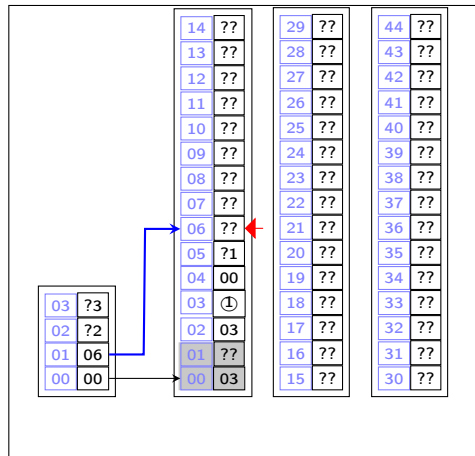 14 ?? 29 ?? 44 ??
13 ?? 28 ?? 43 ??
12 ?? 27 ?? 42 ??
11 ?? 26 ?? 41 ??
10 ?? 25 ?? 40 ??
09 ?? 24 ?? 39 ??
08 ?? 23 ?? 38 ??
07 ?? 22 ?? 37 ??
06 ?? 21 ?? 36 ??
05 ?1 20 ?? 35 ??
04 00 19 ?? 34 ??
03 ?3 03 ① 18 ?? 33 ??
02 ?2 02 03 17 ?? 32 ??
01 06 01 ?? 16 ?? 31 ??
00 00 00 03 15 ?? 30 ??